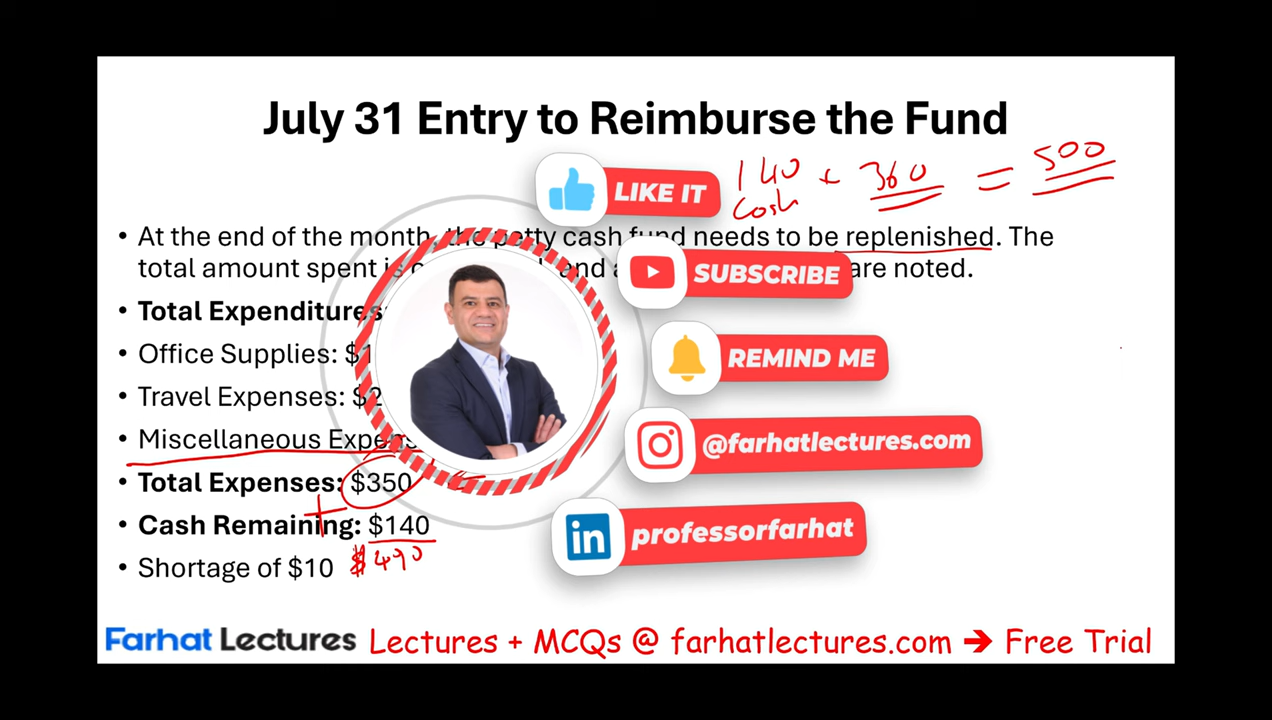 July 31 Entry to Reimburse the Fund
140 + 360 = 500
cash
LIKE IT
• At the end of the month, the petty cash fund needs to be replenished. The
total amount spent is and are noted.
SUBSCRIBE
• Total Expenditures
REMIND ME
• Office Supplies: $1
• Travel Expenses: $2
• Miscellaneous Expens
@farhatlectures.com
• Total Expenses: $350
+
• Cash Remaining: $140
in professorfarhat
• Shortage of $10 $490
Farhat Lectures Lectures + MCQs @ farhatlectures.com → Free Trial